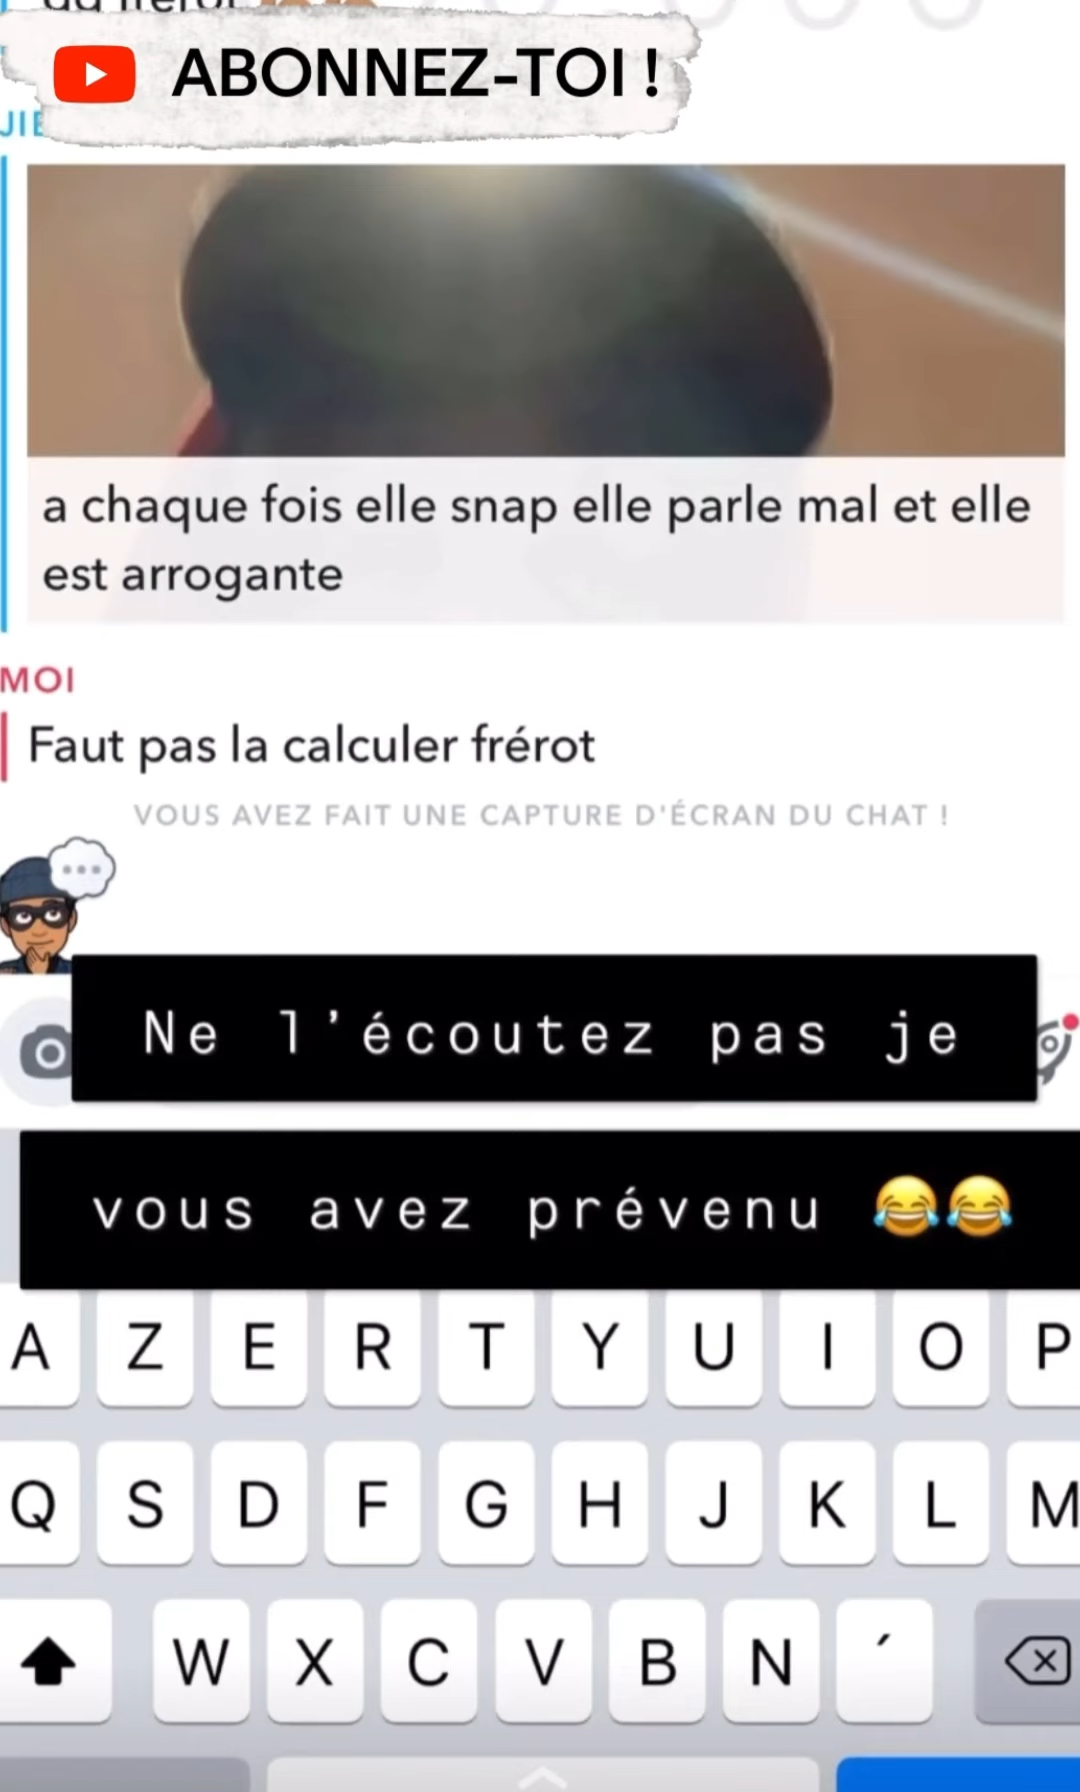 ABONNEZ-TOI !
a chaque fois elle snap elle parle mal et elle
est arrogante
MOI
Faut pas la calculer frérot
VOUS AVEZ FAIT UNE CAPTURE D'ÉCRAN DU CHAT !
Ne l'écoutez pas je
vous avez prévenu 😂😂
A Z E R T Y U I O P
Q S D F G H J K L M
W X C V B N ´